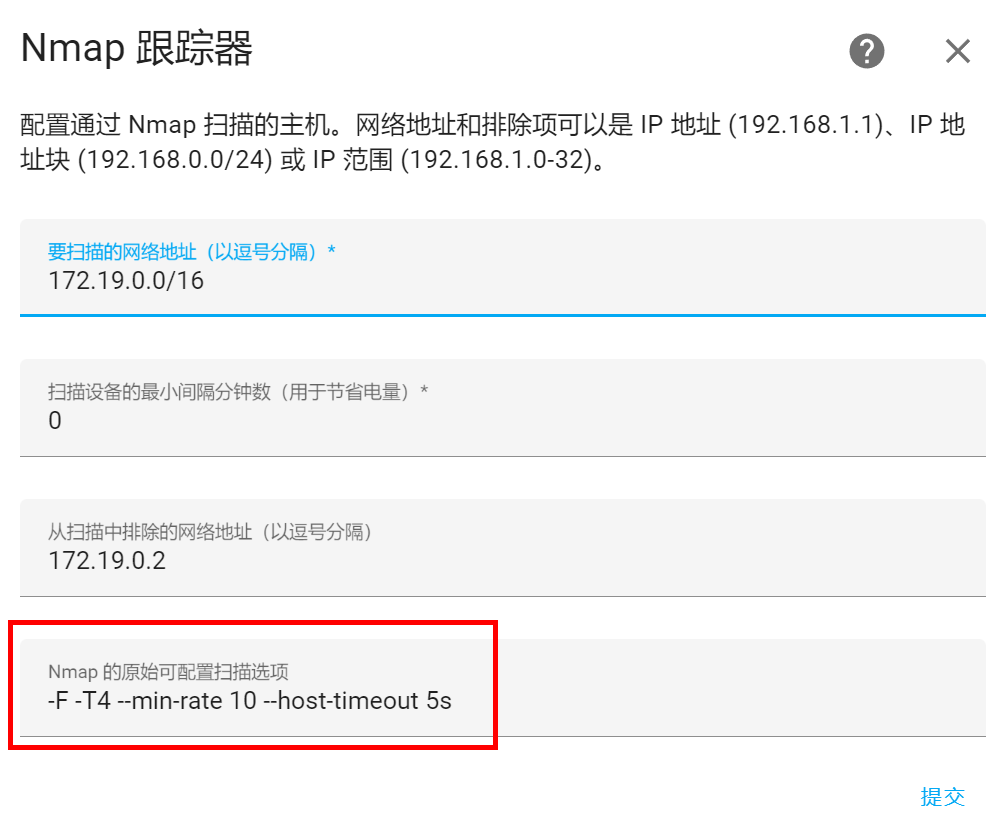 Nmap 跟踪器
配置通过 Nmap 扫描的主机。网络地址和排除项可以是 IP 地址 (192.168.1.1)、IP 地
址块 (192.168.0.0/24) 或 IP 范围 (192.168.1.0-32)。
要扫描的网络地址（以逗号分隔）*
172.19.0.0/16
扫描设备的最小间隔分钟数（用于节省电量）*
0
从扫描中排除的网络地址（以逗号分隔）
172.19.0.2
Nmap 的原始可配置扫描选项
-F -T4 --min-rate 10 --host-timeout 5s
提交